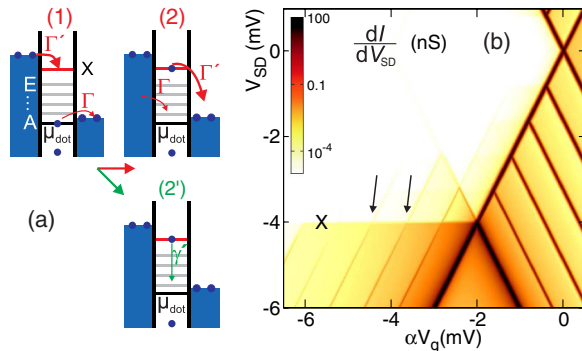 (1)
(2)
Γ´
X
E
A
Γ
μdot
Γ´
Γ
μdot
(2')
γ´
μdot
(a)
100
0.1
10-4
dI
dVSD
(nS)
(b)
VSD (mV)
0
-2
-4
-6
X
-6
-4
-2
0
αVg(mV)